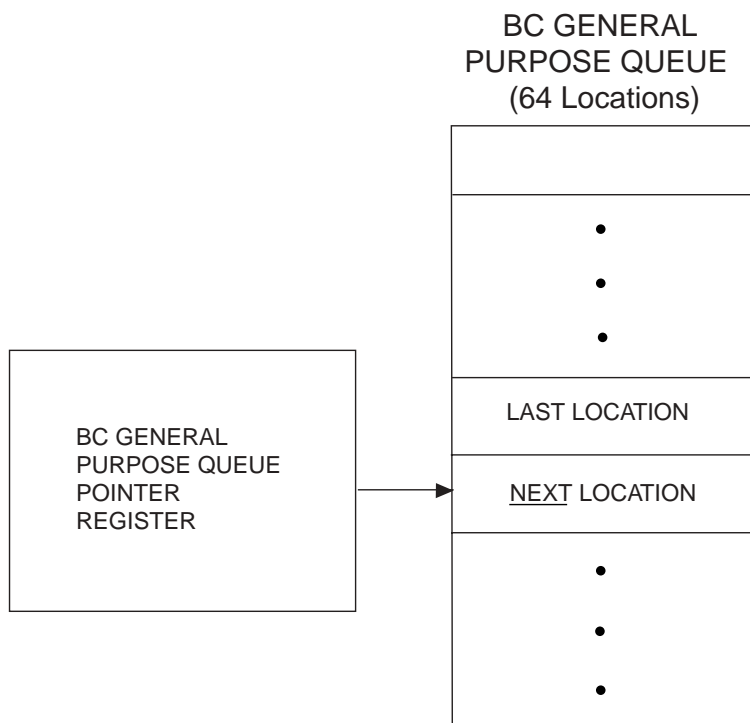 BC GENERAL
PURPOSE QUEUE
(64 Locations)
LAST LOCATION
BC GENERAL
PURPOSE QUEUE
POINTER
REGISTER
NEXT LOCATION